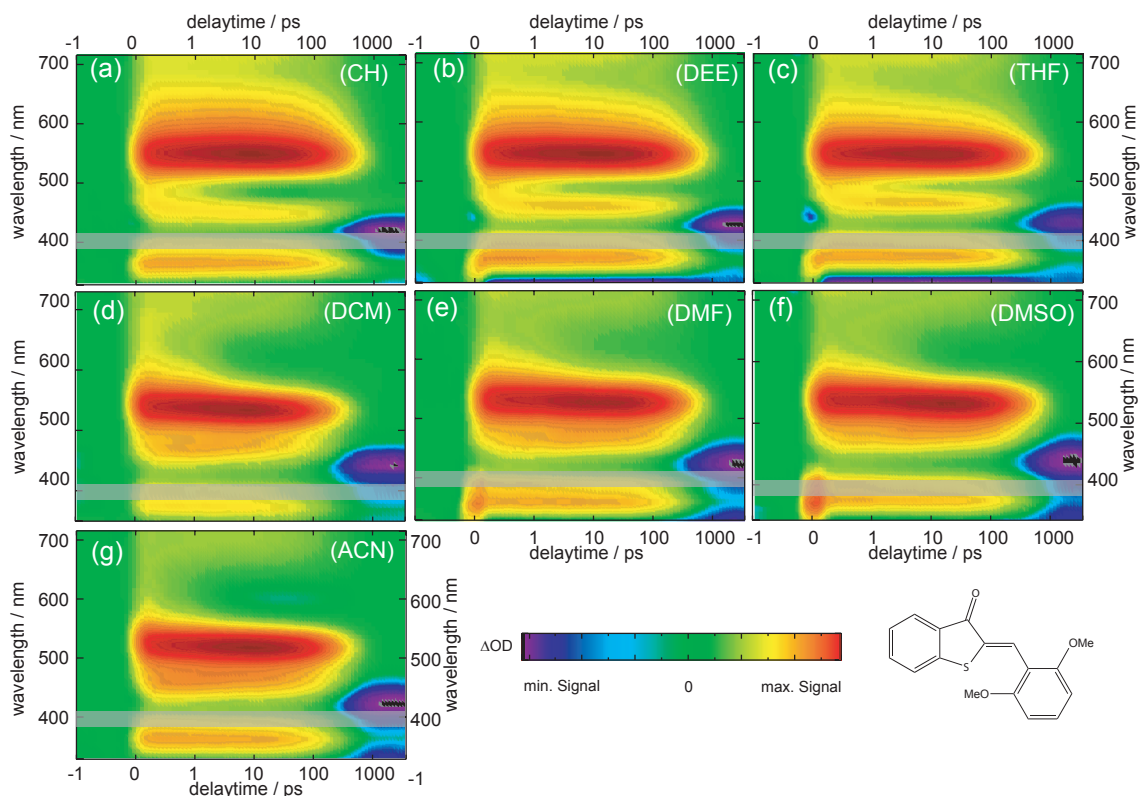 delaytime / ps
delaytime / ps
delaytime / ps
-1 0 1 10 100 1000
0 1 10 100 1000
0 1 10 100 1000
(a) (CH)
(b) (DEE)
(c) (THF)
wavelength / nm
700
600
500
400
700
600
500
400
wavelength / nm
(d) (DCM)
(e) (DMF)
(f) (DMSO)
wavelength / nm
600
500
400
700
600
500
400
wavelength / nm
-1 0 1 10 100 1000
-1 0 1 10 100 1000
delaytime / ps
delaytime / ps
(g) (ACN)
wavelength / nm
700
600
500
400
700
600
500
400
wavelength / nm
-1 0 1 10 100 1000 -1
delaytime / ps
ΔOD
min. Signal 0 max. Signal
O
S
OMe
MeO